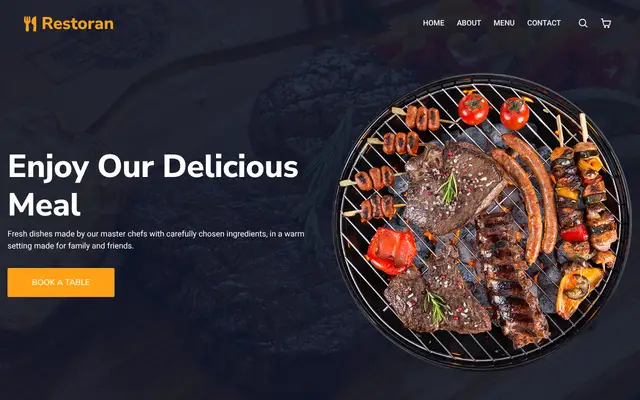 Restoran
HOME ABOUT MENU CONTACT
Enjoy Our Delicious
Meal
Fresh dishes made by our master chefs with carefully chosen ingredients, in a warm
setting made for family and friends.
BOOK A TABLE